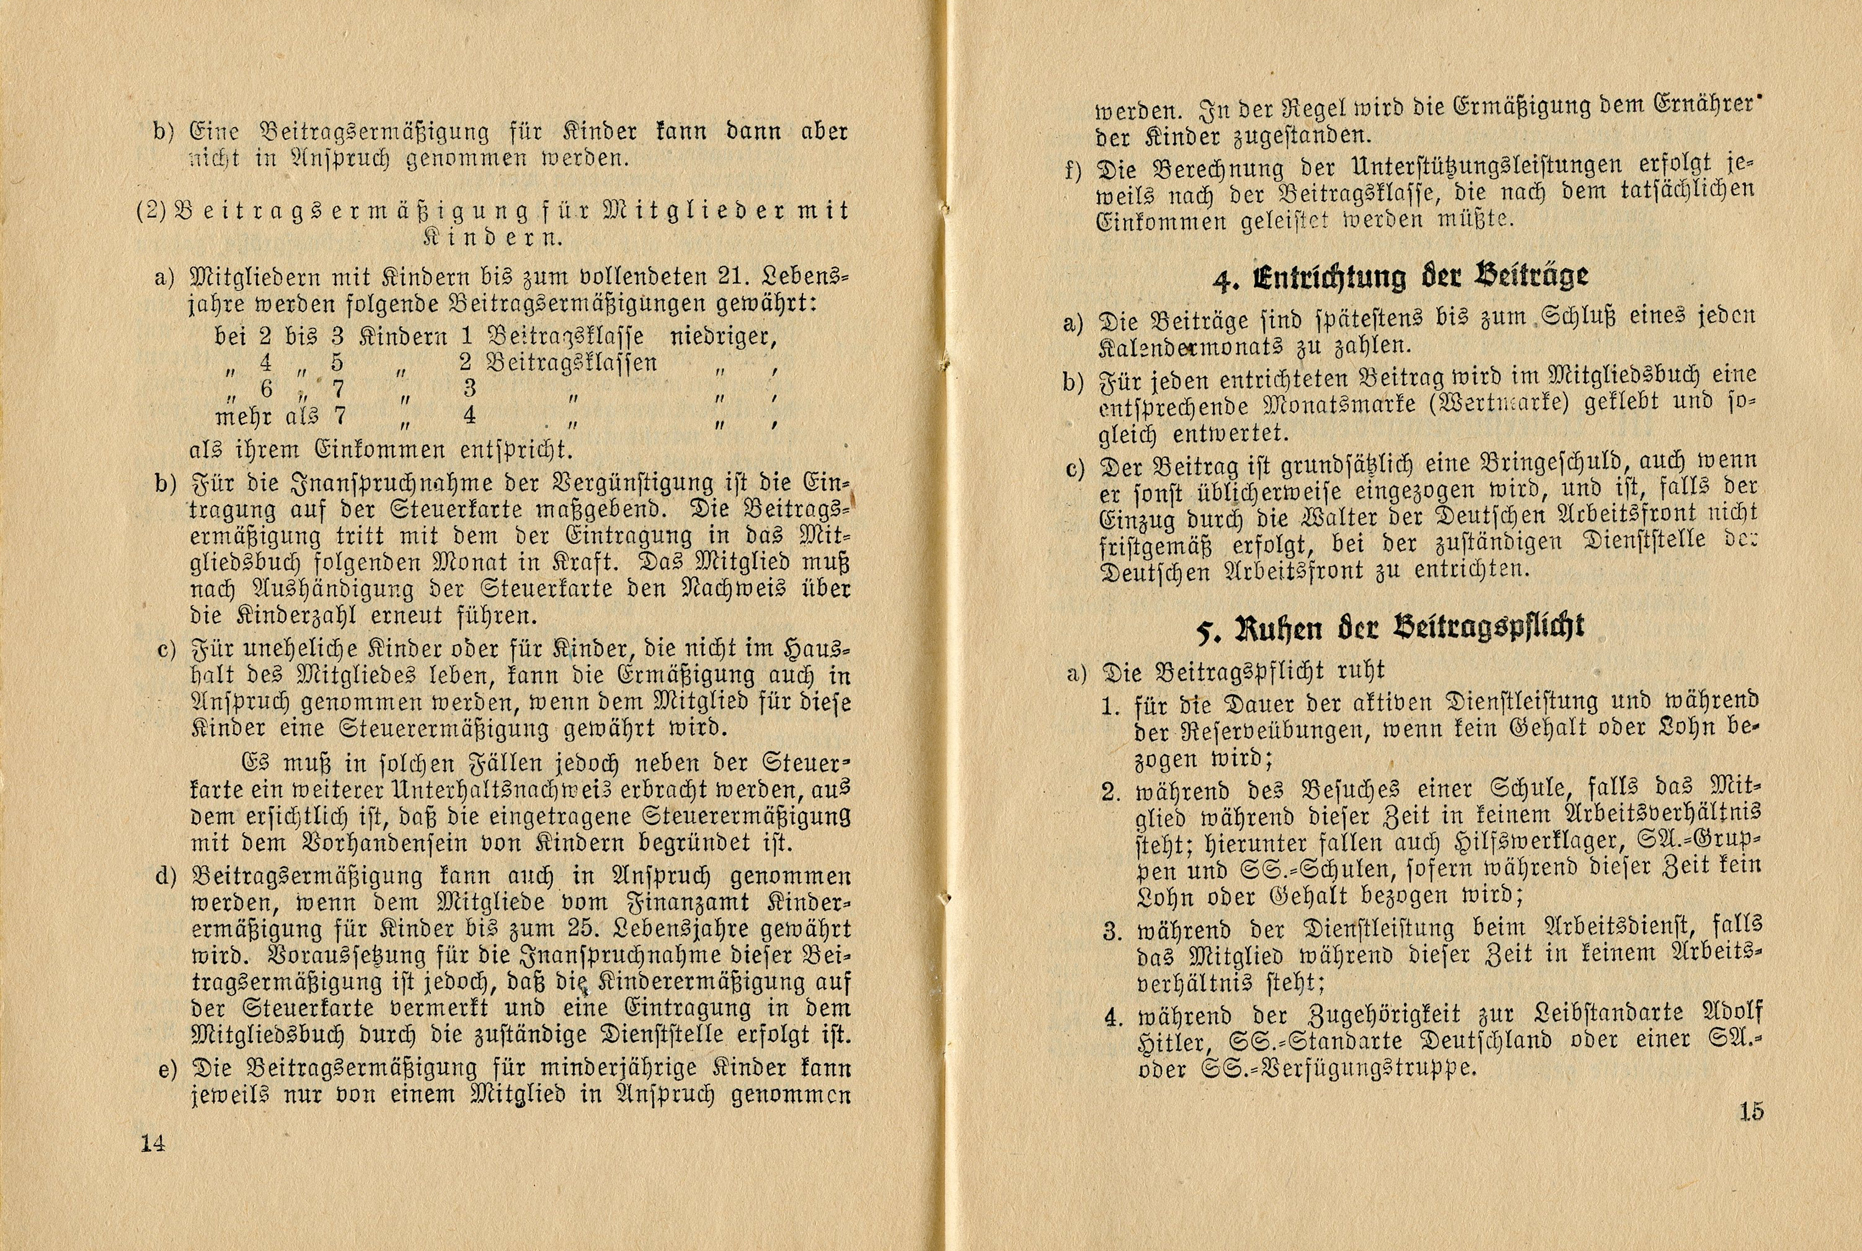 b) Eine Beitragsermäßigung für Kinder kann dann aber
nicht in Anspruch genommen werden.
(2) Beitragsermäßigung für Mitglieder mit
Kindern.
a) Mitgliedern mit Kindern bis zum vollendeten 21. Lebens-
jahre werden folgende Beitragsermäßigungen gewährt:
bei 2 bis 3 Kindern 1 Beitragsklasse niedriger,
„ 4 „ 5 „ 2 Beitragsklassen „ ,
„ 6 „ 7 „ 3 „ „ ,
mehr als 7 „ 4 „ „ ,
als ihrem Einkommen entspricht.
b) Für die Inanspruchnahme der Vergünstigung ist die Ein-
tragung auf der Steuerkarte maßgebend. Die Beitrags-
ermäßigung tritt mit dem der Eintragung in das Mit-
gliedsbuch folgenden Monat in Kraft. Das Mitglied muß
nach Aushändigung der Steuerkarte den Nachweis über
die Kinderzahl erneut führen.
c) Für uneheliche Kinder oder für Kinder, die nicht im Haus-
halt des Mitgliedes leben, kann die Ermäßigung auch in
Anspruch genommen werden, wenn dem Mitglied für diese
Kinder eine Steuerermäßigung gewährt wird.
Es muß in solchen Fällen jedoch neben der Steuer-
karte ein weiterer Unterhaltsnachweis erbracht werden, aus
dem ersichtlich ist, daß die eingetragene Steuerermäßigung
mit dem Vorhandensein von Kindern begründet ist.
d) Beitragsermäßigung kann auch in Anspruch genommen
werden, wenn dem Mitgliede vom Finanzamt Kinder-
ermäßigung für Kinder bis zum 25. Lebensjahre gewährt
wird. Voraussetzung für die Inanspruchnahme dieser Bei-
tragsermäßigung ist jedoch, daß die Kinderermäßigung auf
der Steuerkarte vermerkt und eine Eintragung in dem
Mitgliedsbuch durch die zuständige Dienststelle erfolgt ist.
e) Die Beitragsermäßigung für minderjährige Kinder kann
jeweils nur von einem Mitglied in Anspruch genommen
14
werden. In der Regel wird die Ermäßigung dem Ernährer
der Kinder zugestanden.
f) Die Berechnung der Unterstützungsleistungen erfolgt je-
weils nach der Beitragsklasse, die nach dem tatsächlichen
Einkommen geleistet werden müßte.
4. Entrichtung der Beiträge
a) Die Beiträge sind spätestens bis zum Schluß eines jeden
Kalendermonats zu zahlen.
b) Für jeden entrichteten Beitrag wird im Mitgliedsbuch eine
entsprechende Monatsmarke (Wertmarke) geklebt und so-
gleich entwertet.
c) Der Beitrag ist grundsätzlich eine Bringeschuld, auch wenn
er sonst üblicherweise eingezogen wird, und ist, falls der
Einzug durch die Walter der Deutschen Arbeitsfront nicht
fristgemäß erfolgt, bei der zuständigen Dienststelle der
Deutschen Arbeitsfront zu entrichten.
5. Ruhen der Beitragspflicht
a) Die Beitragspflicht ruht
1. für die Dauer der aktiven Dienstleistung und während
der Reserveübungen, wenn kein Gehalt oder Lohn be-
zogen wird;
2. während des Besuches einer Schule, falls das Mit-
glied während dieser Zeit in keinem Arbeitsverhältnis
steht; hierunter fallen auch Hilfswerklager, SA.-Grup-
pen und SS.-Schulen, sofern während dieser Zeit kein
Lohn oder Gehalt bezogen wird;
3. während der Dienstleistung beim Arbeitsdienst, falls
das Mitglied während dieser Zeit in keinem Arbeits-
verhältnis steht;
4. während der Zugehörigkeit zur Leibstandarte Adolf
Hitler, SS.-Standarte Deutschland oder einer SA.-
oder SS.-Verfügungstruppe.
15